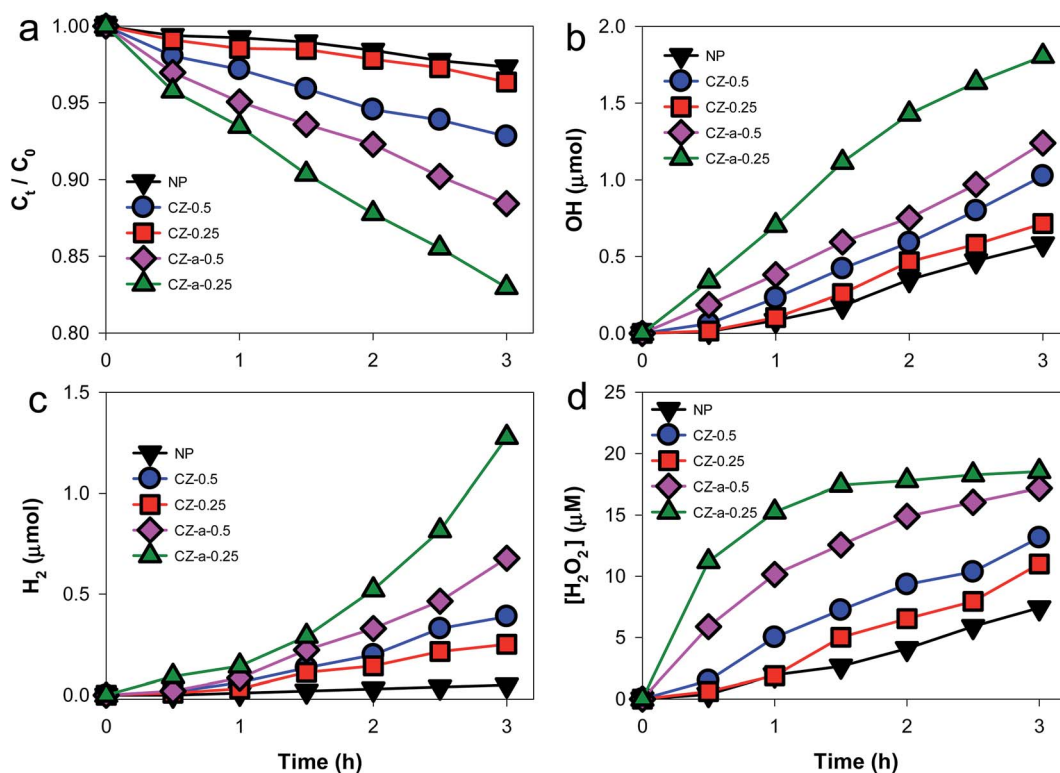 a
C_t / C_0
1.00
0.95
0.90
0.85
0.80
0
1
2
3
NP
CZ-0.5
CZ-0.25
CZ-a-0.5
CZ-a-0.25
b
OH (μmol)
2.0
1.5
1.0
0.5
0.0
0
1
2
3
NP
CZ-0.5
CZ-0.25
CZ-a-0.5
CZ-a-0.25
c
H₂ (μmol)
1.5
1.0
0.5
0.0
0
1
2
3
Time (h)
NP
CZ-0.5
CZ-0.25
CZ-a-0.5
CZ-a-0.25
d
[H₂O₂] (μM)
25
20
15
10
5
0
0
1
2
3
Time (h)
NP
CZ-0.5
CZ-0.25
CZ-a-0.5
CZ-a-0.25